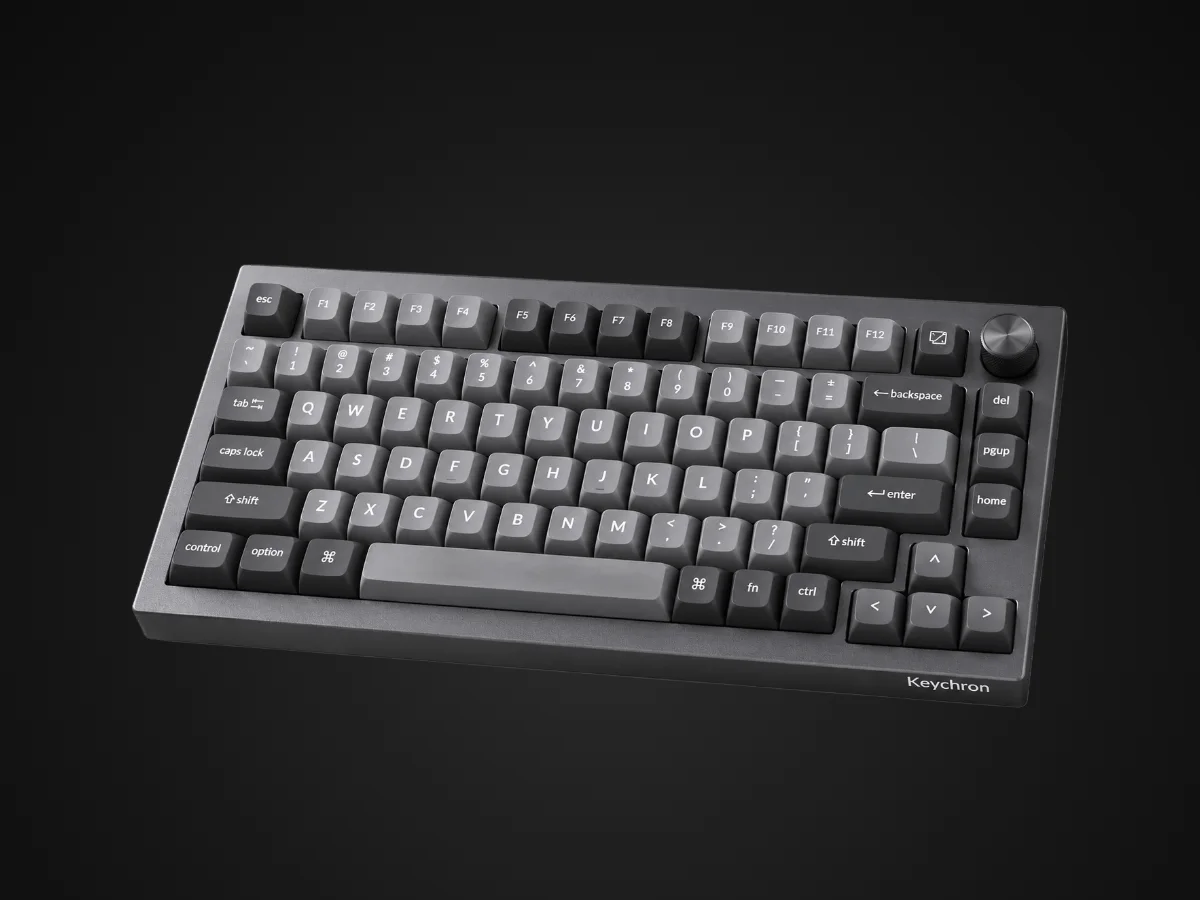 esc F1 F2 F3 F4 F5 F6 F7 F8 F9 F10 F11 F12
~ ! @ # $ % ^ & * ( ) — ±
` 1 2 3 4 5 6 7 8 9 0 - = ← backspace del
tab Q W E R T Y U I O P { [ } ] | \ pgup
caps lock A S D F G H J K L : ; " ' ↵ enter home
⇧ shift Z X C V B N M < , > . ? / ⇧ shift ^
control option ⌘ ⌘ fn ctrl < v >
Keychron